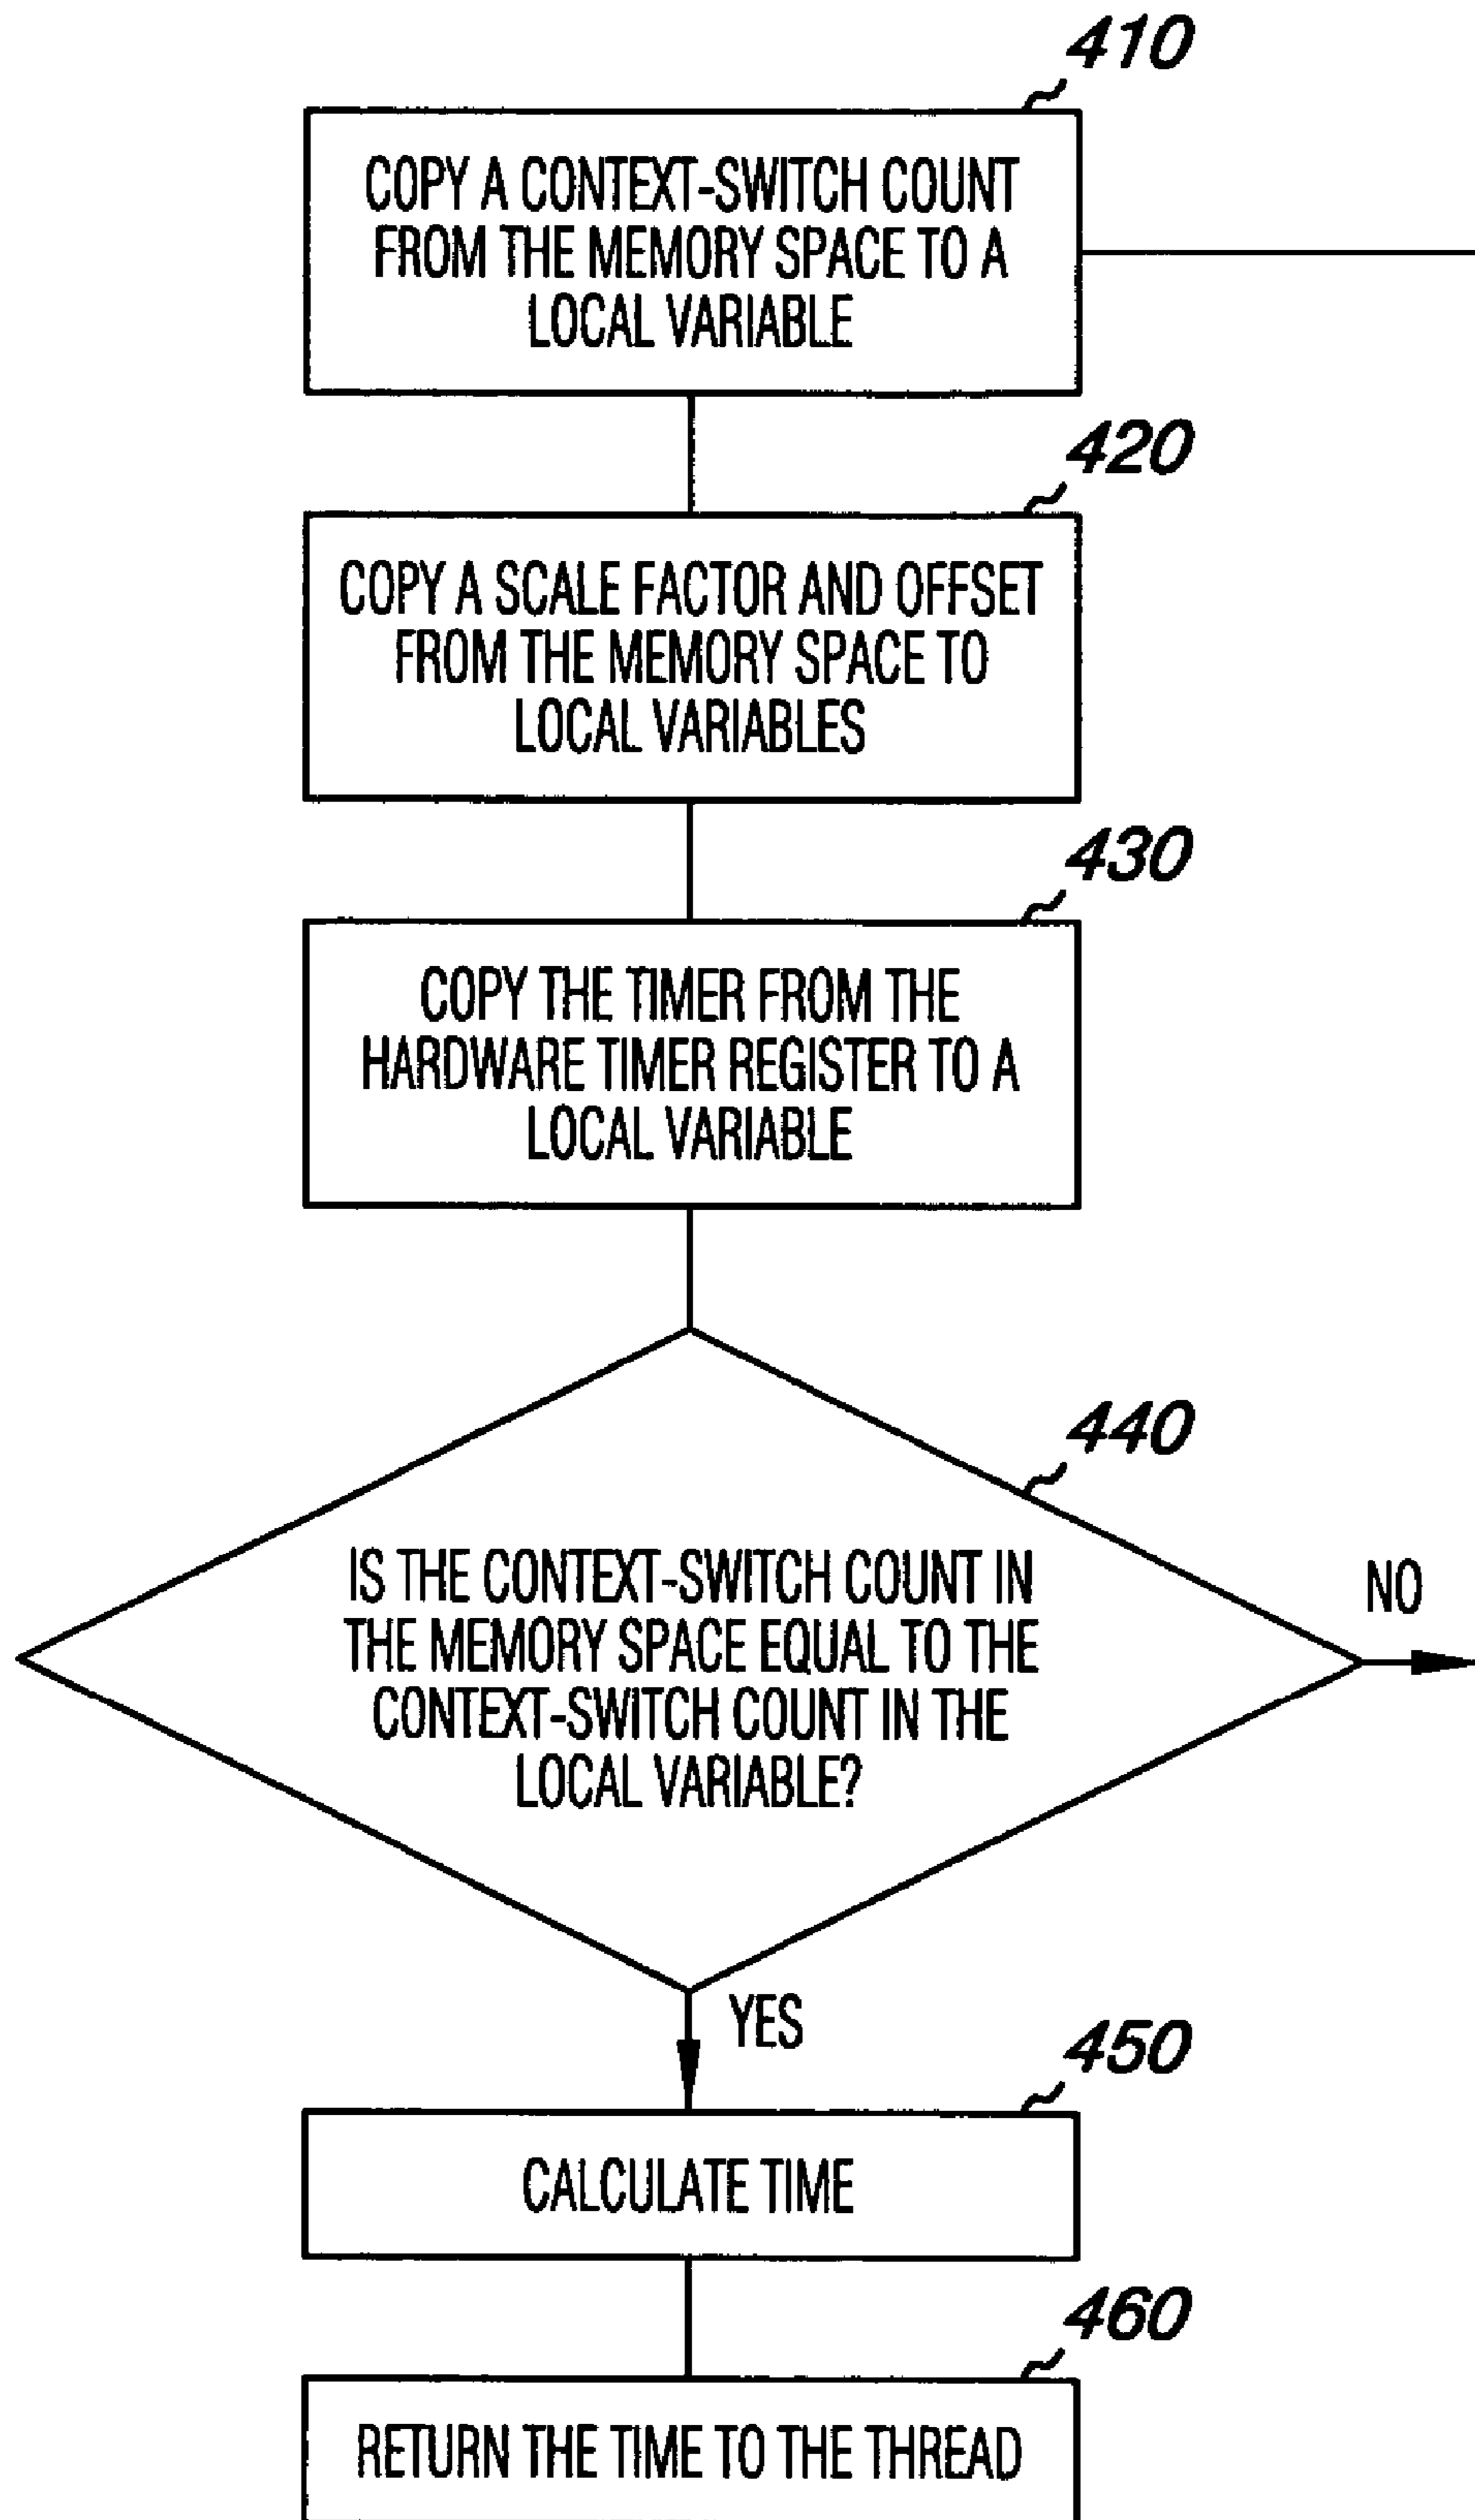 410
COPY A CONTEXT-SWITCH COUNT
FROM THE MEMORY SPACE TO A
LOCAL VARIABLE
420
COPY A SCALE FACTOR AND OFFSET
FROM THE MEMORY SPACE TO
LOCAL VARIABLES
430
COPY THE TIMER FROM THE
HARDWARE TIMER REGISTER TO A
LOCAL VARIABLE
440
IS THE CONTEXT-SWITCH COUNT IN
THE MEMORY SPACE EQUAL TO THE
CONTEXT-SWITCH COUNT IN THE
LOCAL VARIABLE?
NO
YES
450
CALCULATE TIME
460
RETURN THE TIME TO THE THREAD